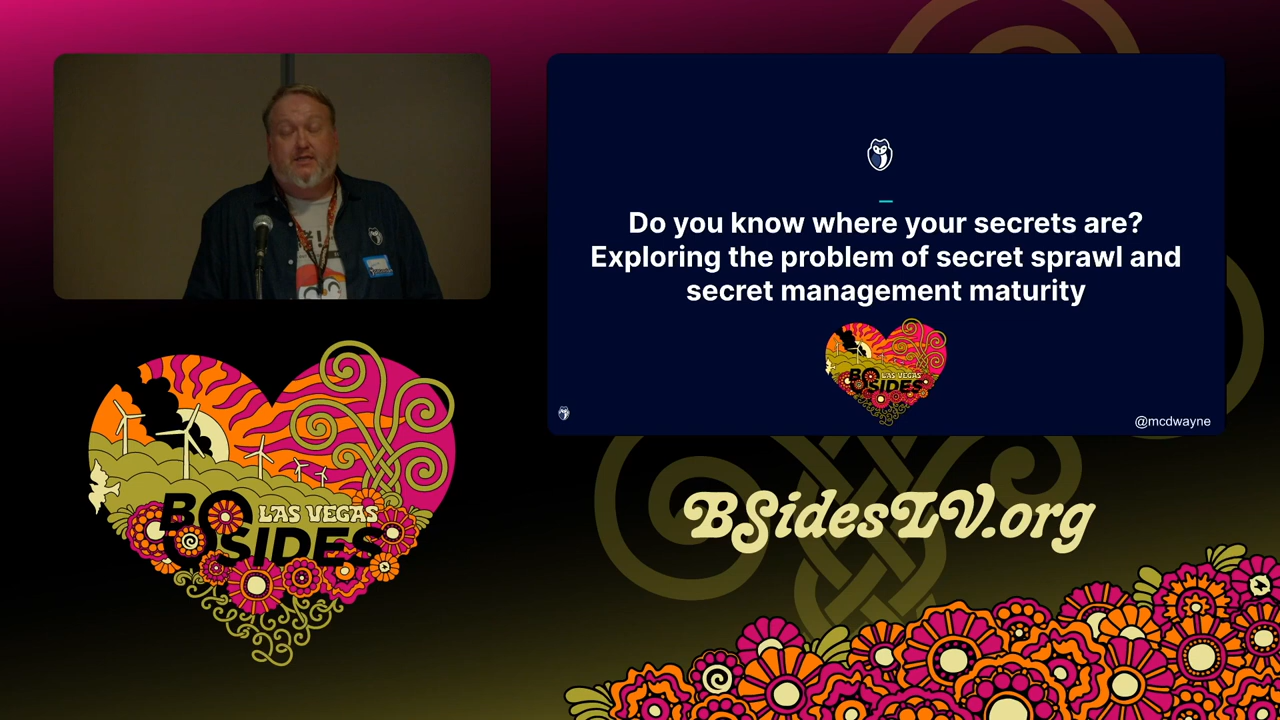 Do you know where your secrets are?
Exploring the problem of secret sprawl and
secret management maturity
BSIDES
LAS VEGAS
@mcdwayne
BSIDES
LAS VEGAS
23
BSidesLV.org